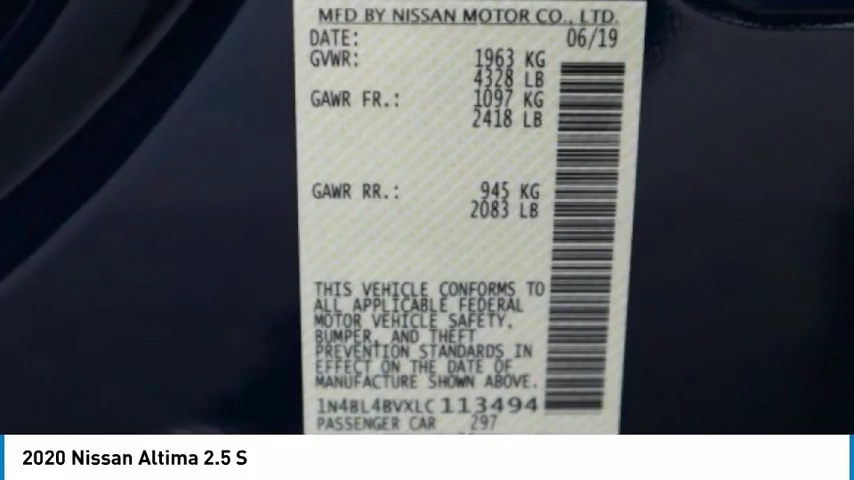 MFD BY NISSAN MOTOR CO., LTD.
DATE: 06/19
GVWR: 1963 KG
4328 LB
GAWR FR.: 1097 KG
2418 LB
GAWR RR.: 945 KG
2083 LB
THIS VEHICLE CONFORMS TO
ALL APPLICABLE FEDERAL
MOTOR VEHICLE SAFETY,
BUMPER, AND THEFT
PREVENTION STANDARDS IN
EFFECT ON THE DATE OF
MANUFACTURE SHOWN ABOVE.
1N4BL4BVXLC113494
PASSENGER CAR 297
2020 Nissan Altima 2.5 S